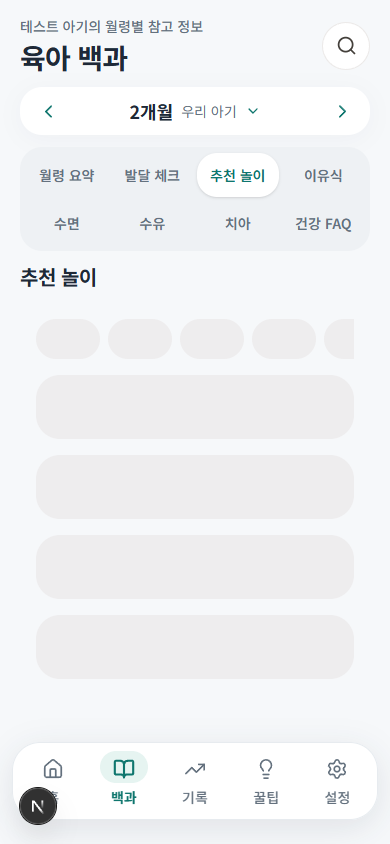 테스트 아기의 월령별 참고 정보
육아 백과
2개월 우리 아기
월령 요약 발달 체크 추천 놀이 이유식
수면 수유 치아 건강 FAQ
추천 놀이
백과 기록 꿀팁 설정
N